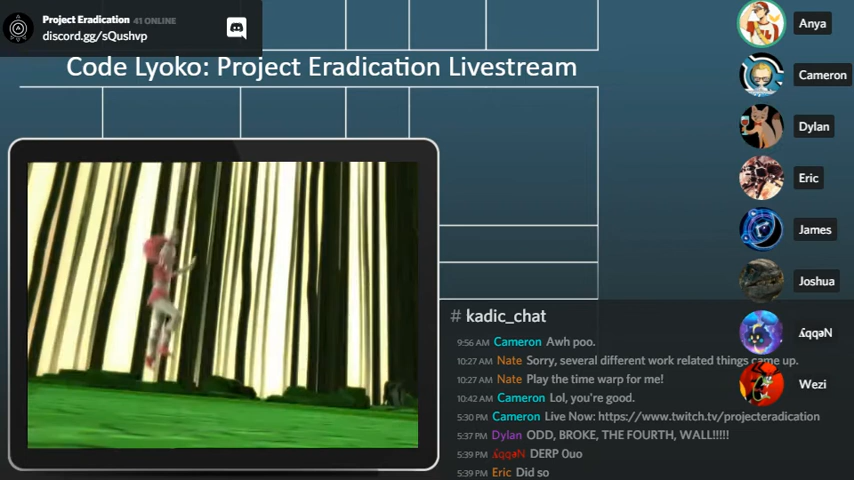 Project Eradication 41 ONLINE
discord.gg/sQushvp
Code Lyoko: Project Eradication Livestream
Anya
Cameron
Dylan
Eric
James
Joshua
ʎqqǝN
Wezi
# kadic_chat
9:56 AM Cameron Awh poo.
10:27 AM Nate Sorry, several different work related things came up.
10:27 AM Nate Play the time warp for me!
10:42 AM Cameron Lol, you're good.
5:30 PM Cameron Live Now: https://www.twitch.tv/projecteradication
5:37 PM Dylan ODD, BROKE, THE FOURTH, WALL!!!!!
5:39 PM ʎqqǝN DERP 0uo
5:39 PM Eric Did so